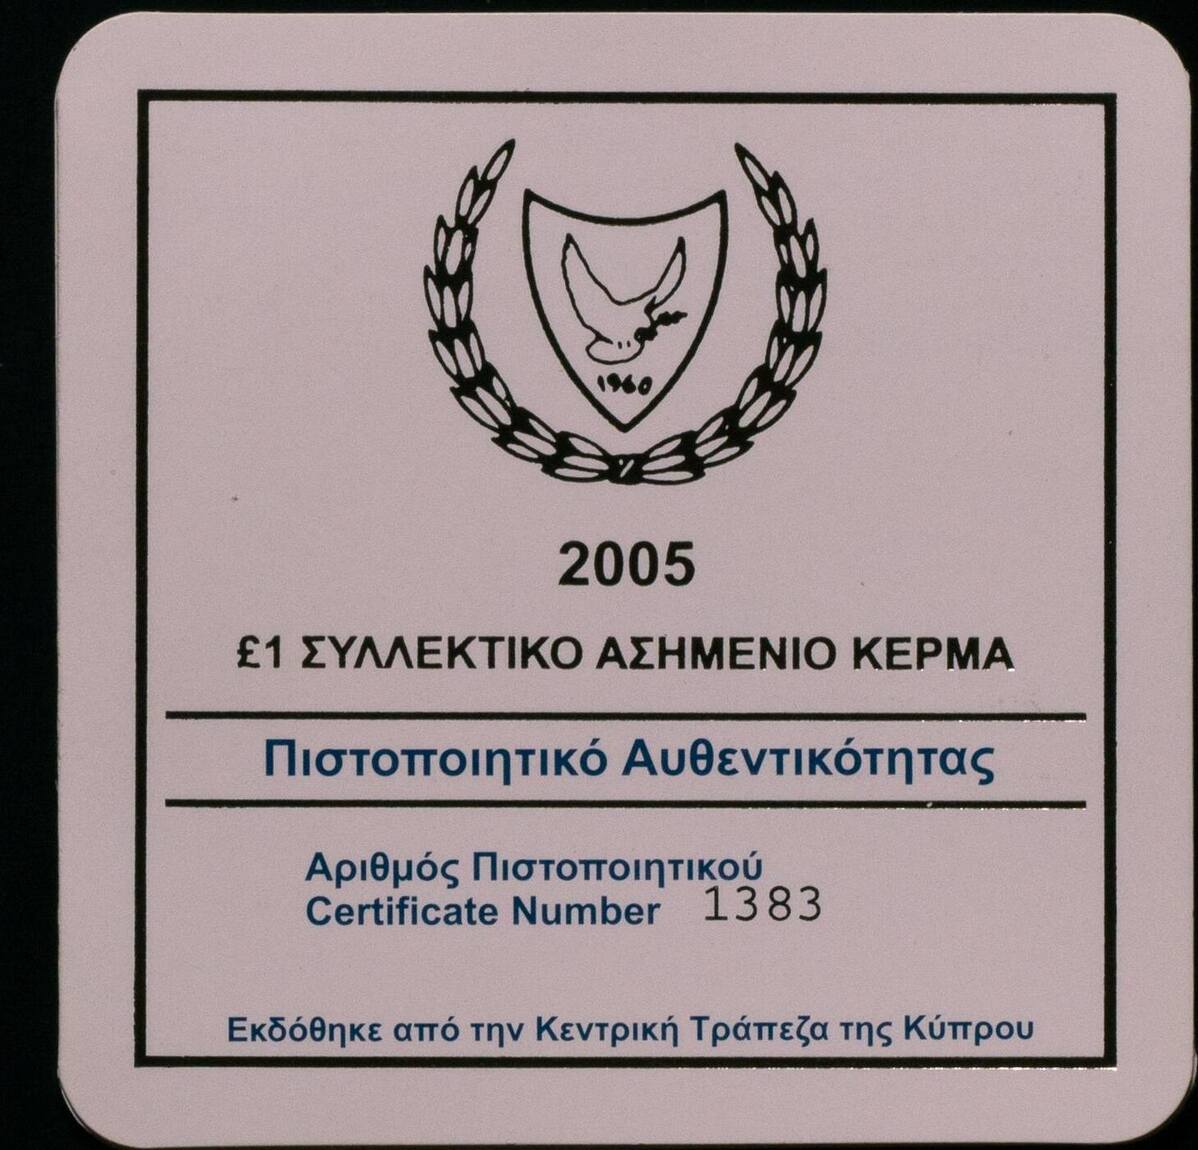 1960
2005
£1 ΣΥΛΛΕΚΤΙΚΟ ΑΣΗΜΕΝΙΟ ΚΕΡΜΑ
Πιστοποιητικό Αυθεντικότητας
Αριθμός Πιστοποιητικού
Certificate Number 1383
Εκδόθηκε από την Κεντρική Τράπεζα της Κύπρου